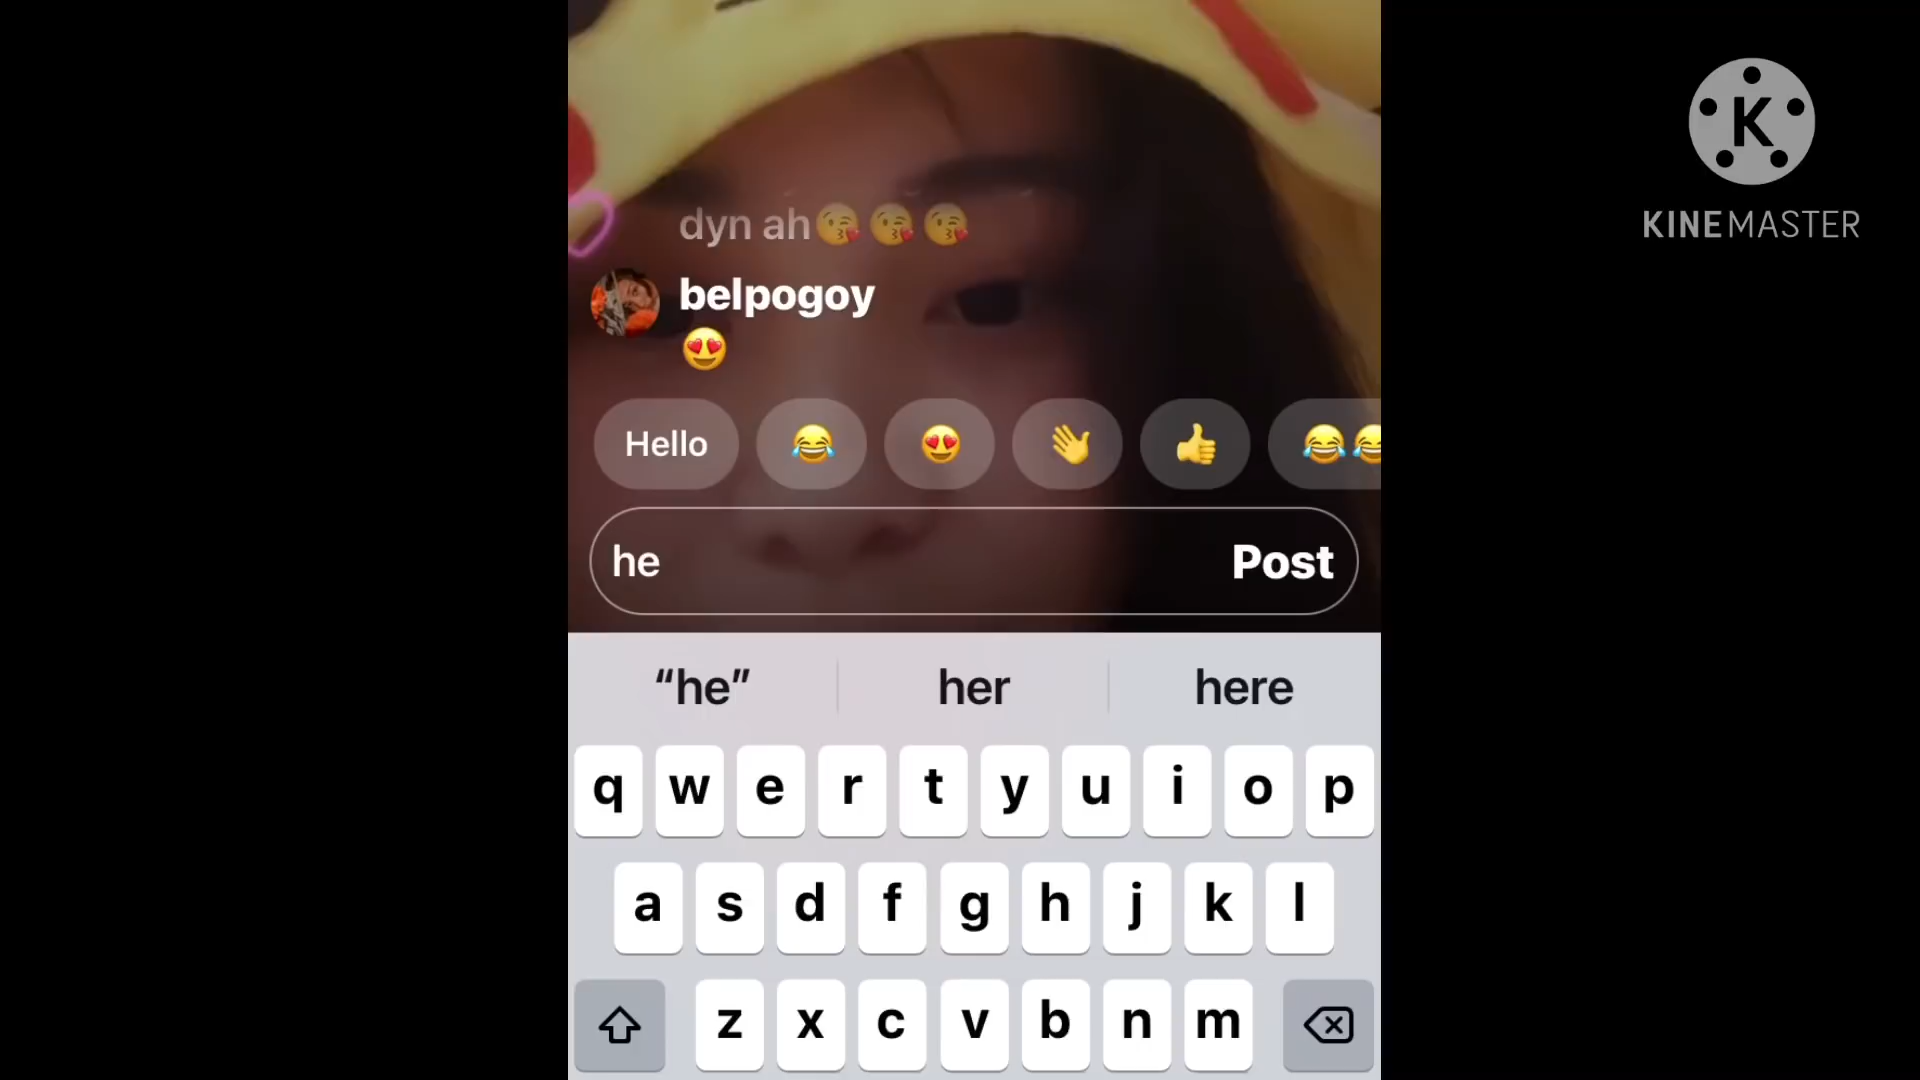 dyn ah😘😘😘
belpogoy
😍
Hello 😂 😍 👋 👍 😂😂
he Post
“he” her here
q w e r t y u i o p
a s d f g h j k l
z x c v b n m
K
KINEMASTER